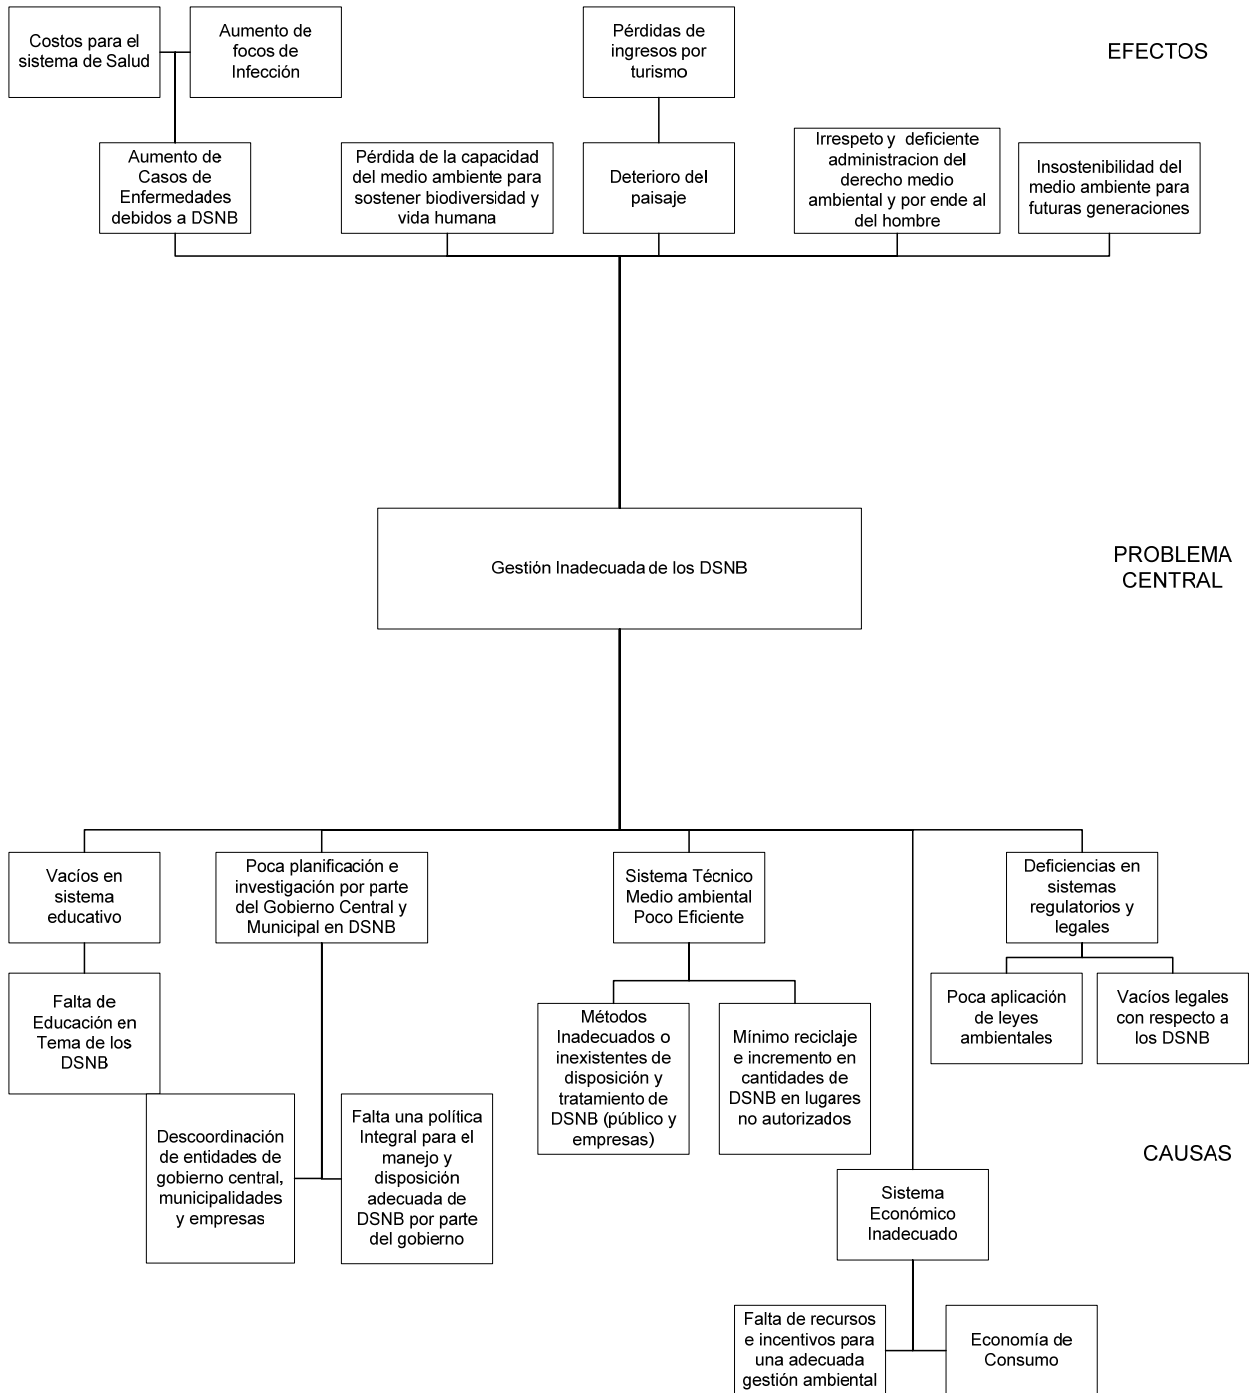 Costos para el
sistema de Salud
Aumento de
focos de
Infección
Pérdidas de
ingresos por
turismo
EFECTOS
Aumento de
Casos de
Enfermedades
debidos a DSNB
Pérdida de la capacidad
del medio ambiente para
sostener biodiversidad y
vida humana
Deterioro del
paisaje
Irrespeto y deficiente
administracion del
derecho medio
ambiental y por ende al
del hombre
Insostenibilidad del
medio ambiente para
futuras generaciones
Gestión Inadecuada de los DSNB
PROBLEMA
CENTRAL
Vacíos en
sistema
educativo
Poca planificación e
investigación por parte
del Gobierno Central y
Municipal en DSNB
Sistema Técnico
Medio ambiental
Poco Eficiente
Deficiencias en
sistemas
regulatorios y
legales
Falta de
Educación en
Tema de los
DSNB
Métodos
Inadecuados o
inexistentes de
disposición y
tratamiento de
DSNB (público y
empresas)
Mínimo reciclaje
e incremento en
cantidades de
DSNB en lugares
no autorizados
Poca aplicación
de leyes
ambientales
Vacíos legales
con respecto a
los DSNB
Descoordinación
de entidades de
gobierno central,
municipalidades
y empresas
Falta una política
Integral para el
manejo y
disposición
adecuada de
DSNB por parte
del gobierno
CAUSAS
Sistema
Económico
Inadecuado
Falta de recursos
e incentivos para
una adecuada
gestión ambiental
Economía de
Consumo